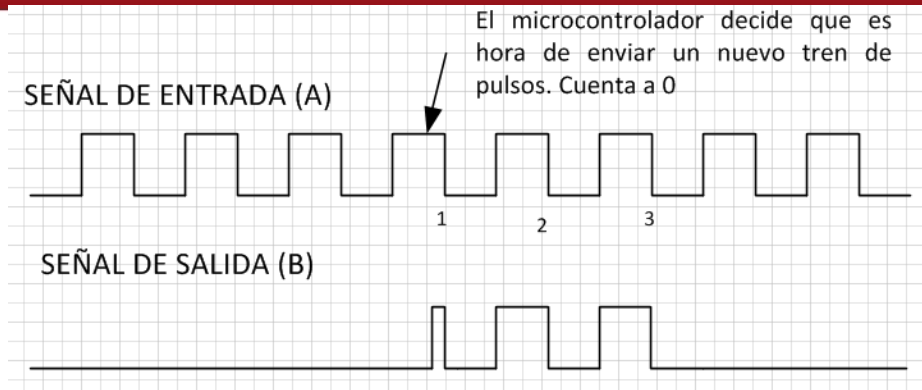 El microcontrolador decide que es
hora de enviar un nuevo tren de
pulsos. Cuenta a 0
SEÑAL DE ENTRADA (A)
1
2
3
SEÑAL DE SALIDA (B)